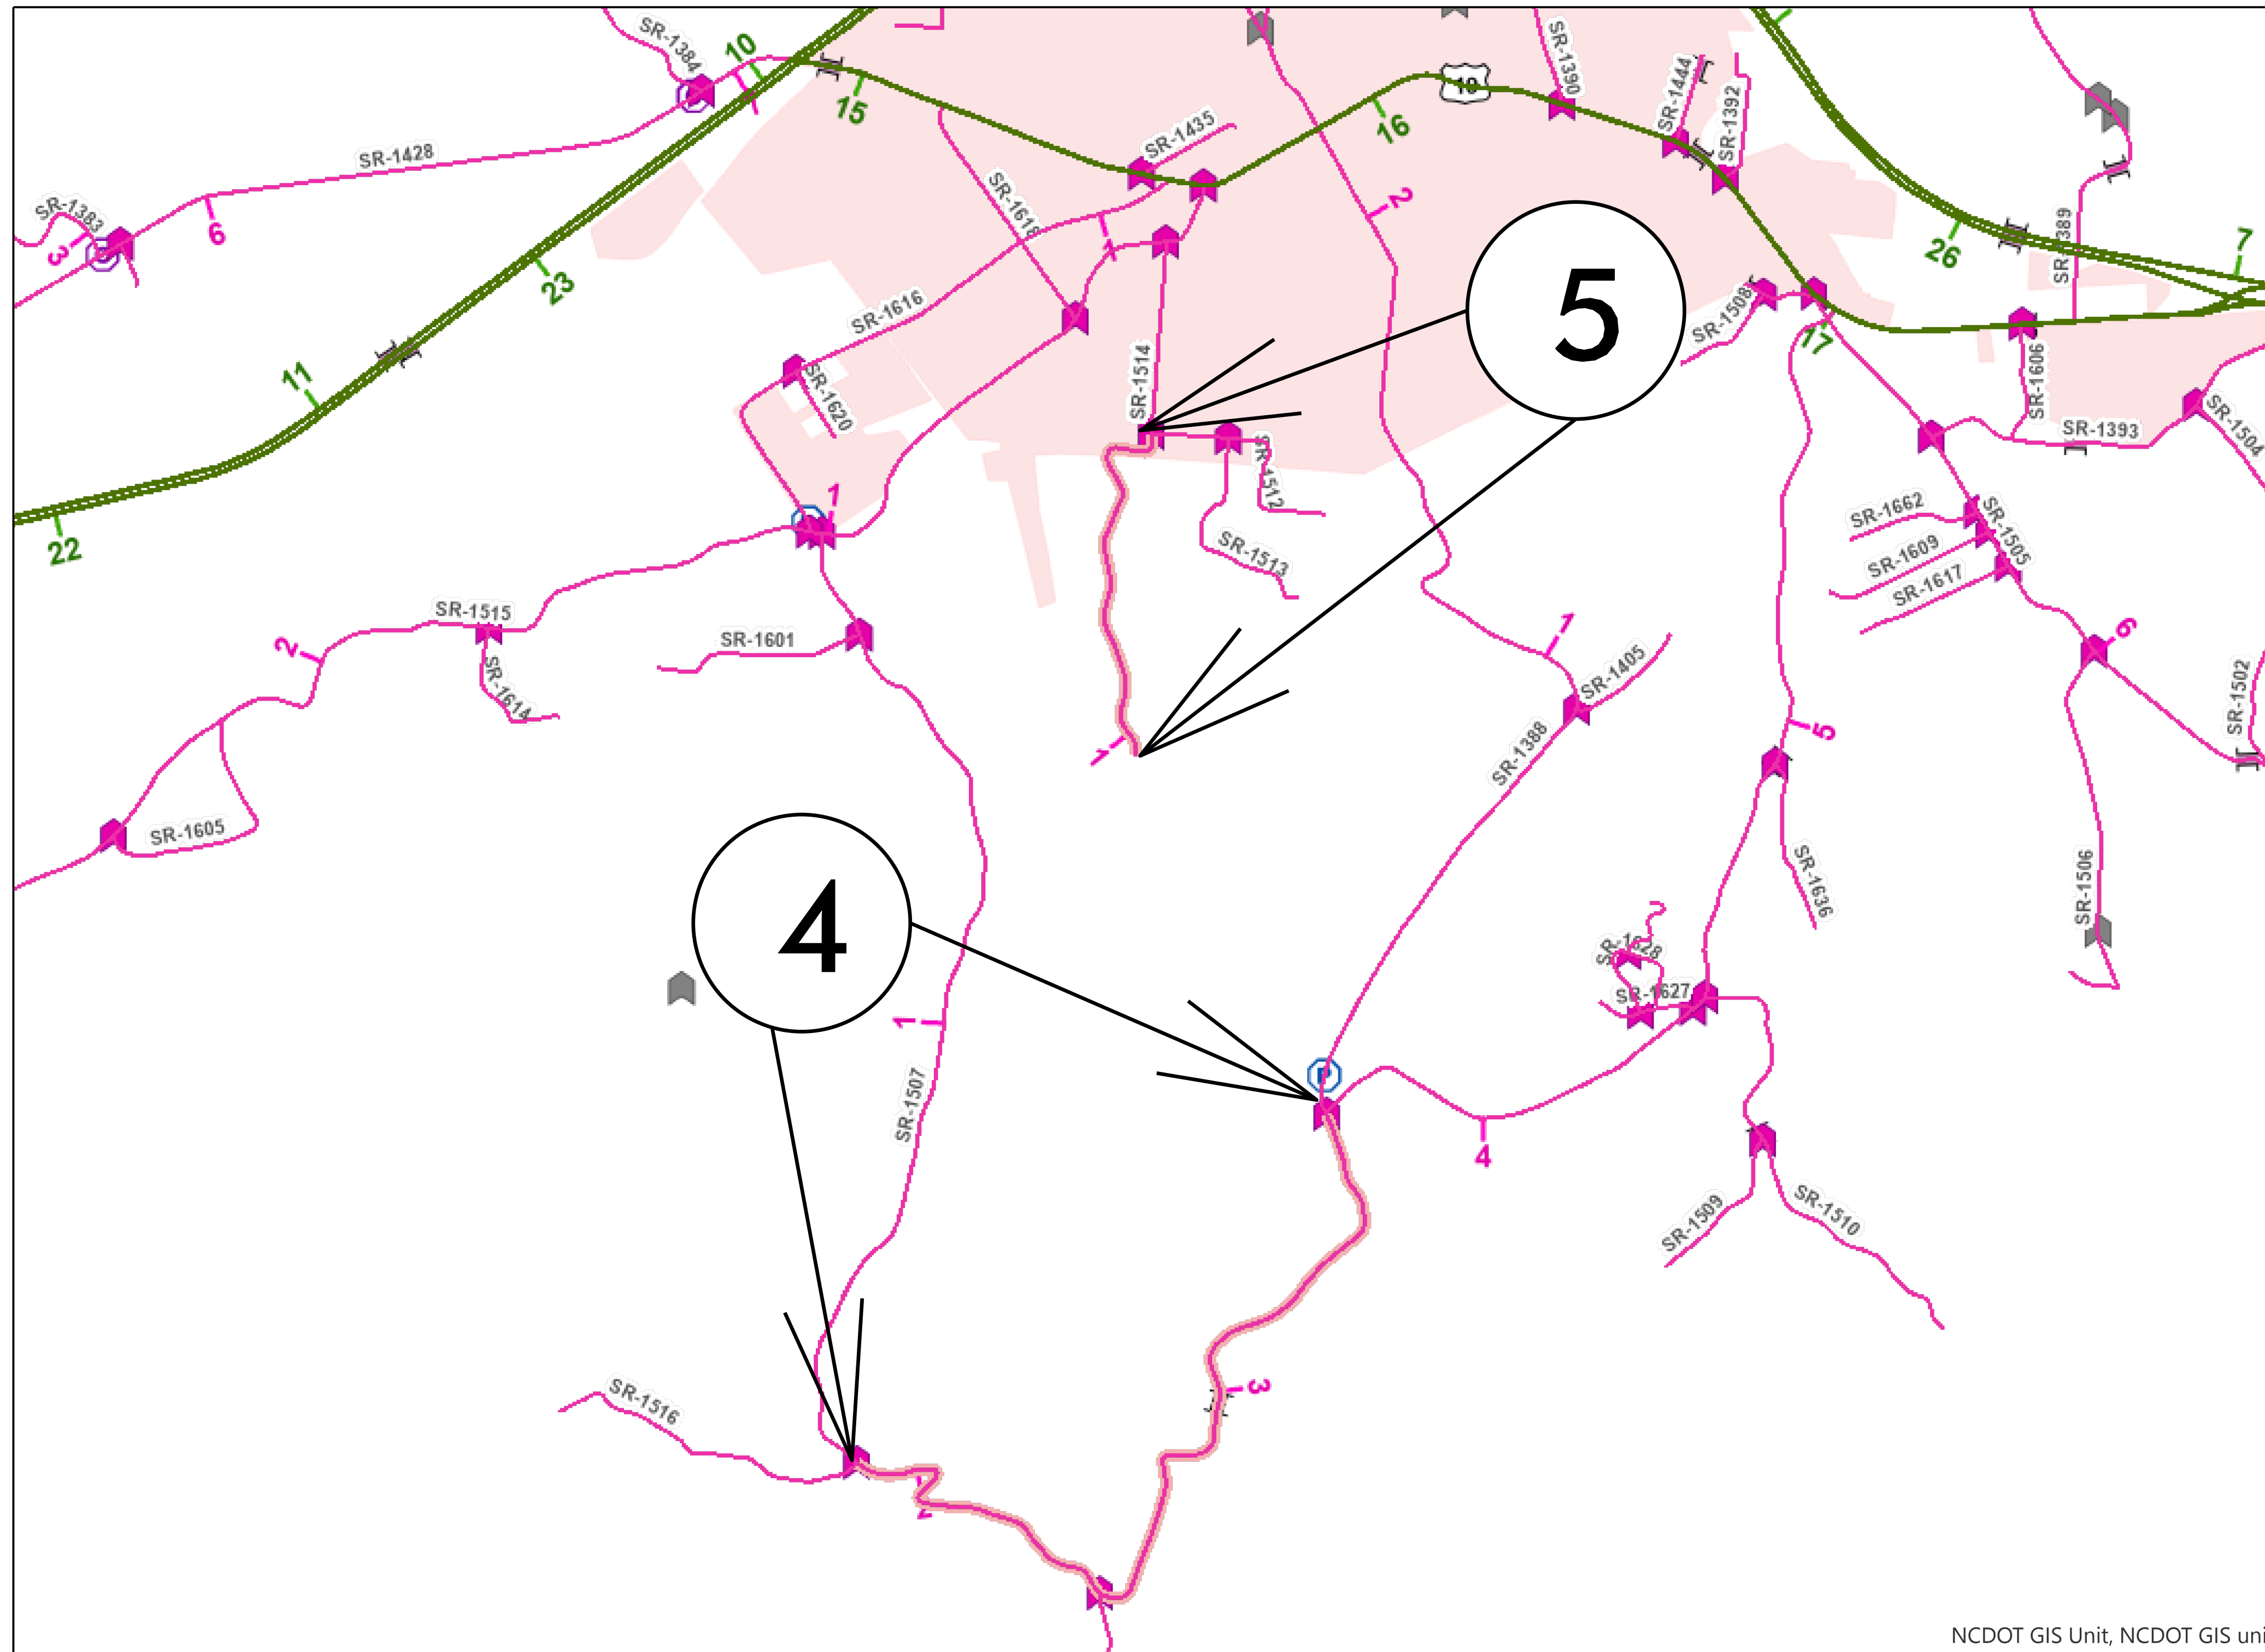 SR-1384
10
15
SR-1428
SR-1383
3
6
23
11
22
SR-1435
SR-1618
1
SR-1616
SR-1620
SR-1514
16
2
19
SR-1390
SR-1444
SR-1392
5
SR-1508
17
26
7
SR-1606
SR-1393
SR-1504
SR-1512
SR-1513
1
SR-1515
2
SR-1614
SR-1601
SR-1605
1
1
SR-1405
SR-1388
SR-1662
SR-1609
SR-1617
SR-1505
6
SR-1502
5
SR-1636
SR-1506
4
1
SR-1507
SR-1627
4
SR-1509
SR-1510
3
SR-1516
2
NCDOT GIS Unit, NCDOT GIS uni